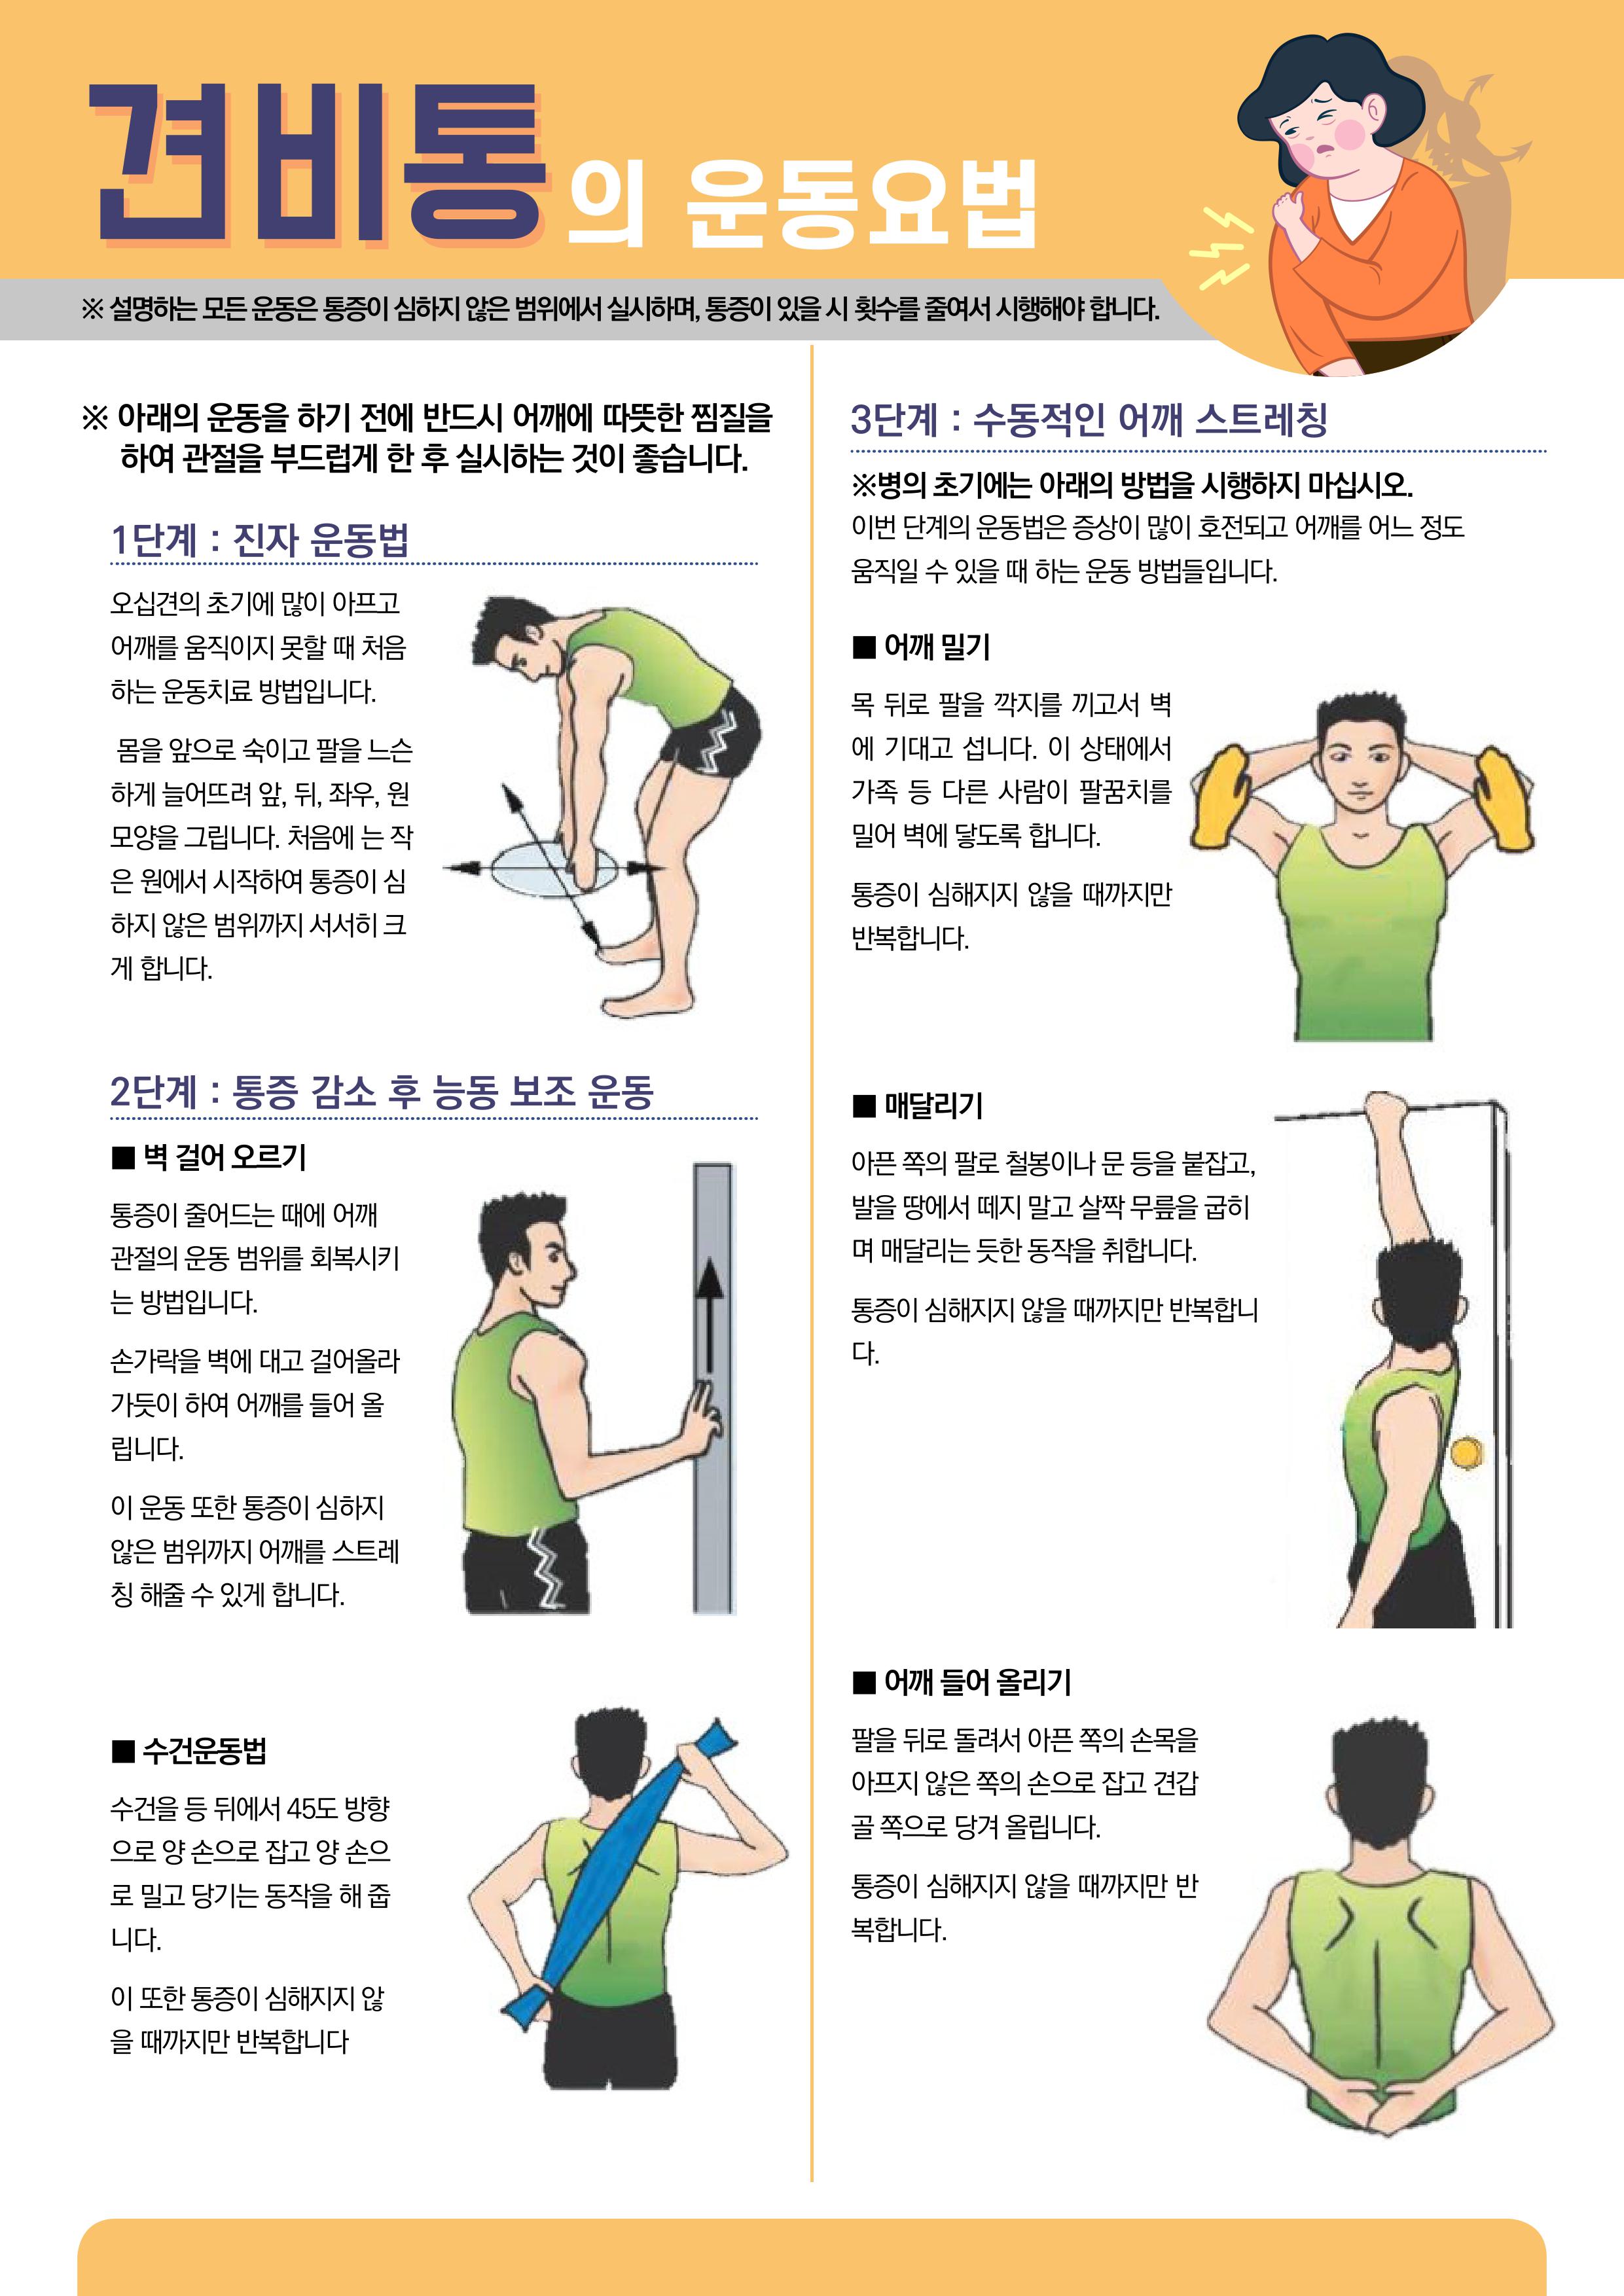 견비통의 운동요법
※ 설명하는 모든 운동은 통증이 심하지 않은 범위에서 실시하며, 통증이 있을 시 횟수를 줄여서 시행해야 합니다.
※ 아래의 운동을 하기 전에 반드시 어깨에 따뜻한 찜질을
하여 관절을 부드럽게 한 후 실시하는 것이 좋습니다.
1단계 : 진자 운동법
오십견의 초기에 많이 아프고
어깨를 움직이지 못할 때 처음
하는 운동치료 방법입니다.
몸을 앞으로 숙이고 팔을 느슨
하게 늘어뜨려 앞, 뒤, 좌우, 원
모양을 그립니다. 처음에 는 작
은 원에서 시작하여 통증이 심
하지 않은 범위까지 서서히 크
게 합니다.
2단계 : 통증 감소 후 능동 보조 운동
■ 벽 걸어 오르기
통증이 줄어드는 때에 어깨
관절의 운동 범위를 회복시키
는 방법입니다.
손가락을 벽에 대고 걸어올라
가듯이 하여 어깨를 들어 올
립니다.
이 운동 또한 통증이 심하지
않은 범위까지 어깨를 스트레
칭 해줄 수 있게 합니다.
■ 수건운동법
수건을 등 뒤에서 45도 방향
으로 양 손으로 잡고 양 손으
로 밀고 당기는 동작을 해 줍
니다.
이 또한 통증이 심해지지 않
을 때까지만 반복합니다
3단계 : 수동적인 어깨 스트레칭
※병의 초기에는 아래의 방법을 시행하지 마십시오.
이번 단계의 운동법은 증상이 많이 호전되고 어깨를 어느 정도
움직일 수 있을 때 하는 운동 방법들입니다.
■ 어깨 밀기
목 뒤로 팔을 깍지를 끼고서 벽
에 기대고 섭니다. 이 상태에서
가족 등 다른 사람이 팔꿈치를
밀어 벽에 닿도록 합니다.
통증이 심해지지 않을 때까지만
반복합니다.
■ 매달리기
아픈 쪽의 팔로 철봉이나 문 등을 붙잡고,
발을 땅에서 떼지 말고 살짝 무릎을 굽히
며 매달리는 듯한 동작을 취합니다.
통증이 심해지지 않을 때까지만 반복합니
다.
■ 어깨 들어 올리기
팔을 뒤로 돌려서 아픈 쪽의 손목을
아프지 않은 쪽의 손으로 잡고 견갑
골 쪽으로 당겨 올립니다.
통증이 심해지지 않을 때까지만 반
복합니다.